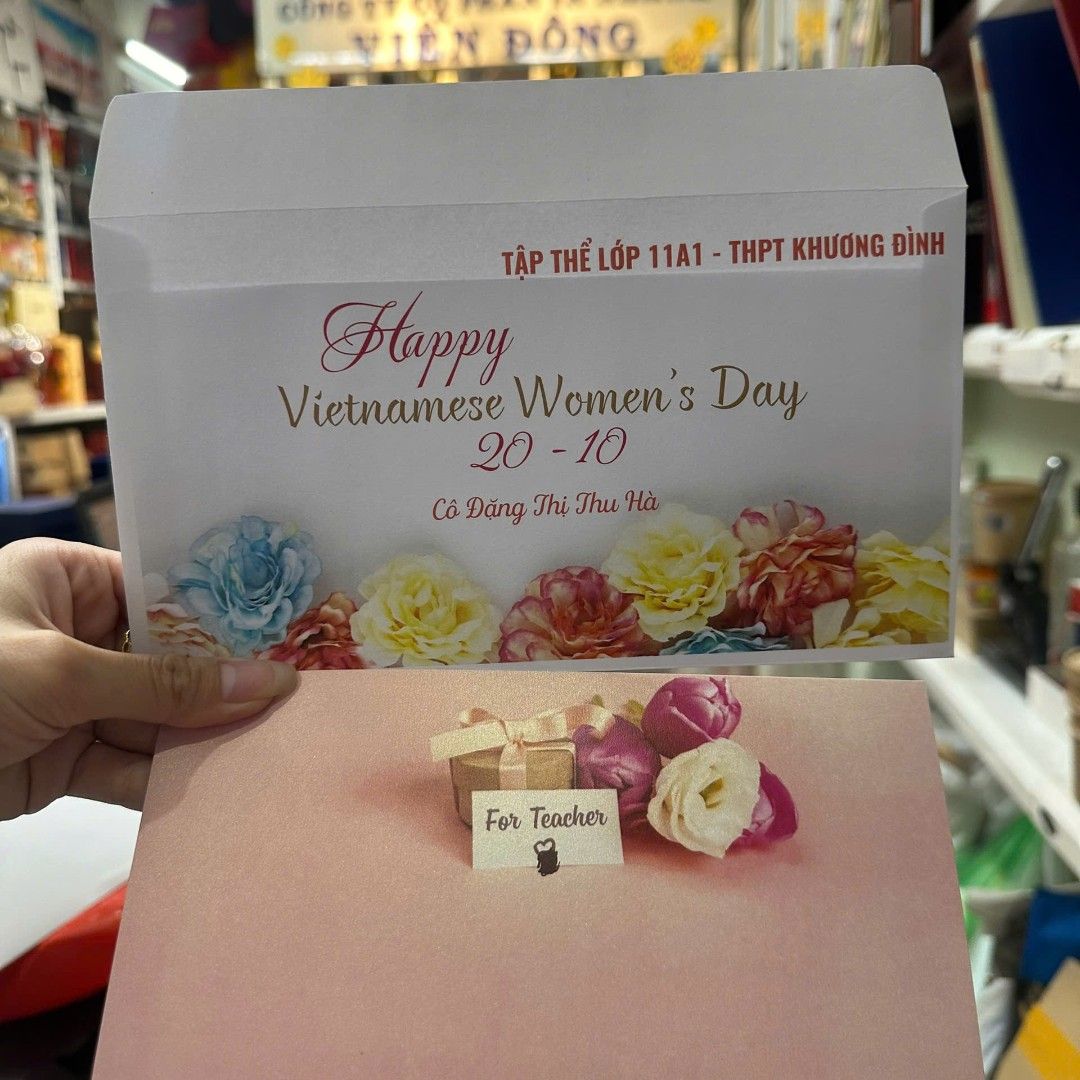 VIỄN ĐÔNG
TẬP THỂ LỚP 11A1 - THPT KHƯƠNG ĐÌNH
Happy
Vietnamese Women's Day
20 - 10
Cô Đặng Thị Thu Hà
For Teacher